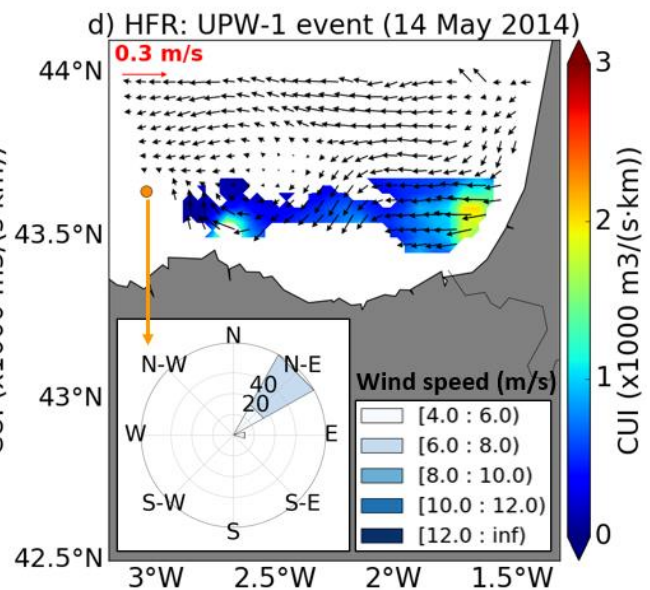 d) HFR: UPW-1 event (14 May 2014)
0.3 m/s
44°N
43.5°N
43°N
42.5°N
3°W
2.5°W
2°W
1.5°W
N
N-E
E
S-E
S
S-W
W
N-W
40
20
Wind speed (m/s)
[4.0 : 6.0)
[6.0 : 8.0)
[8.0 : 10.0)
[10.0 : 12.0)
[12.0 : inf)
3
2
1
0
CUI (x1000 m3/(s·km))